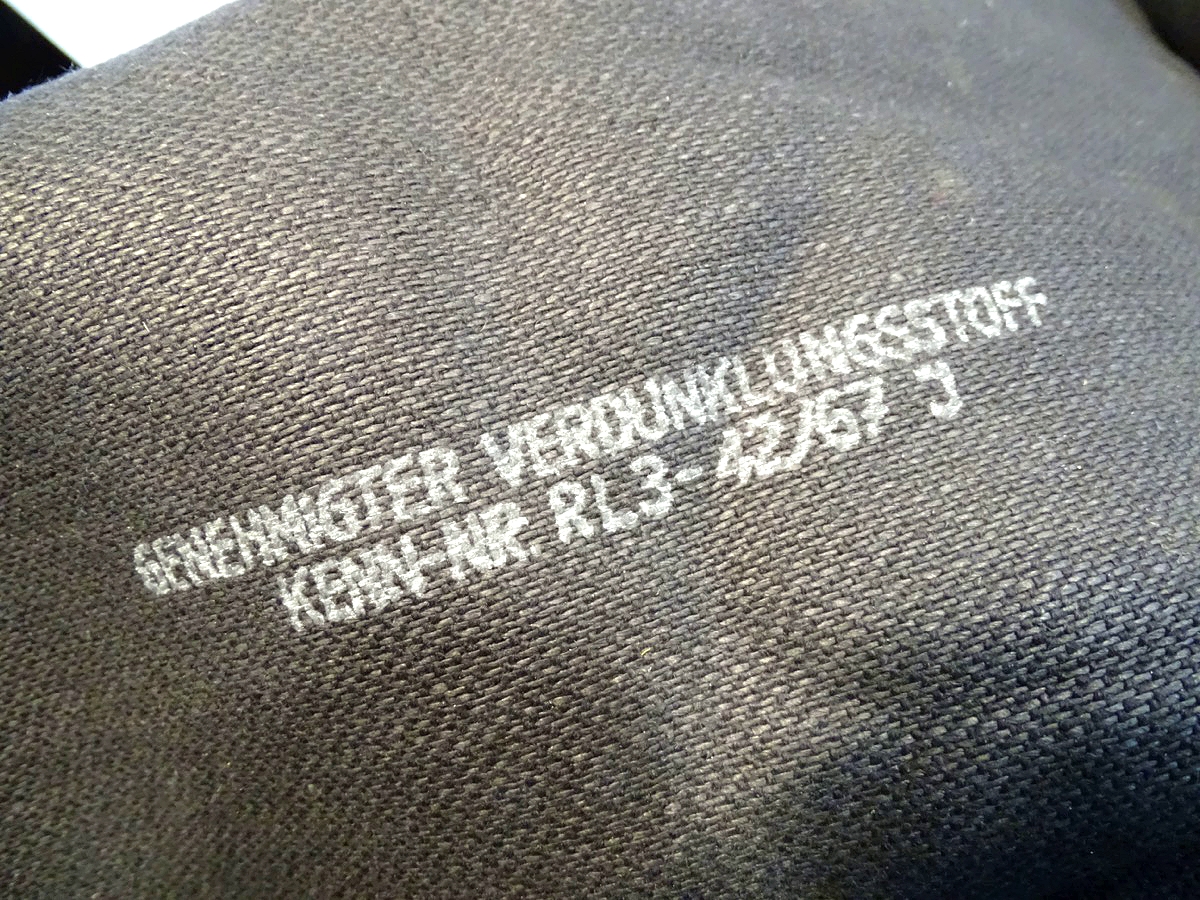 GENEHMIGTER VERDUNKLUNGSSTOFF
KENN-NR. RL3-42/67 J